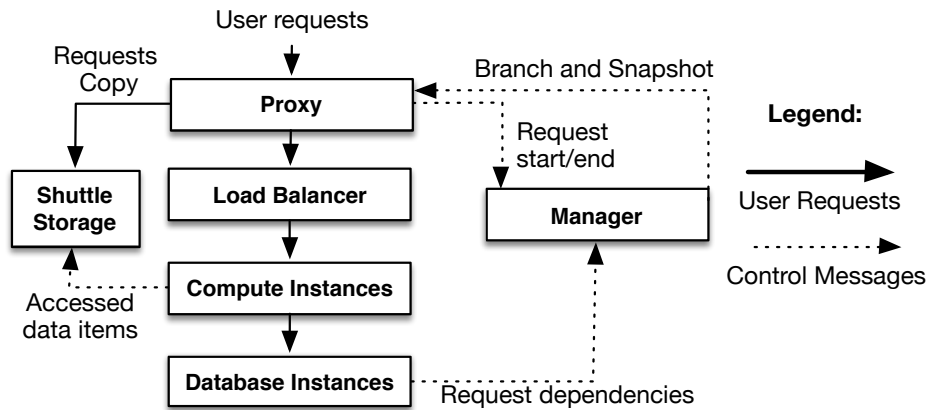 User requests
Requests
Copy
Branch and Snapshot
Proxy
Legend:
Request
start/end
Shuttle
Storage
Load Balancer
Manager
User Requests
Control Messages
Compute Instances
Accessed
data items
Database Instances
Request dependencies